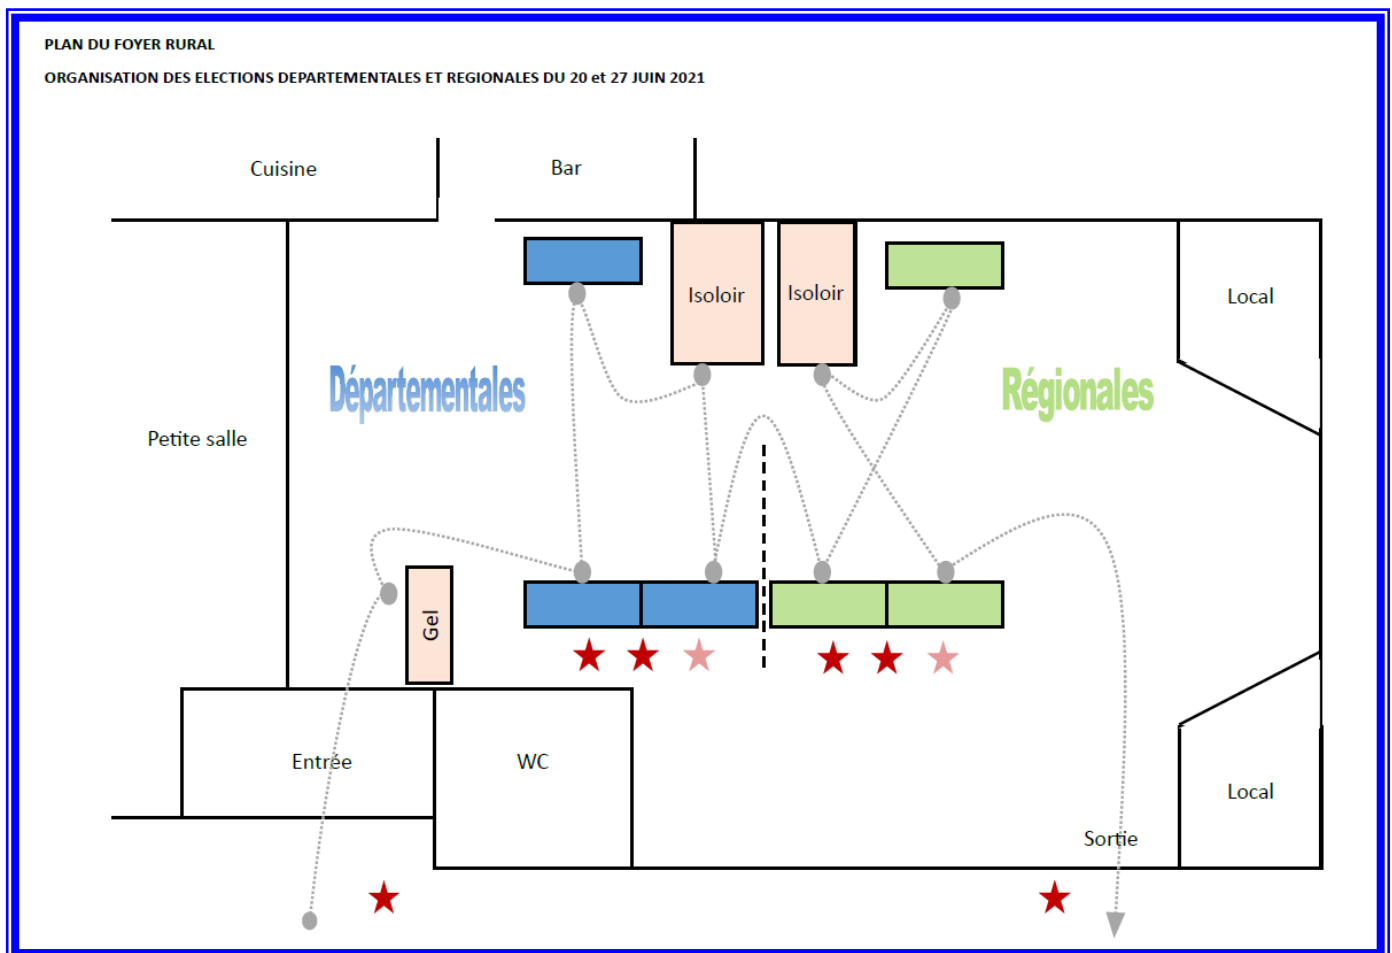 PLAN DU FOYER RURAL
ORGANISATION DES ELECTIONS DEPARTEMENTALES ET REGIONALES DU 20 et 27 JUIN 2021
Cuisine
Bar
Isoloir
Isoloir
Local
Départementales
Régionales
Petite salle
Gel
Entrée
WC
Local
Sortie